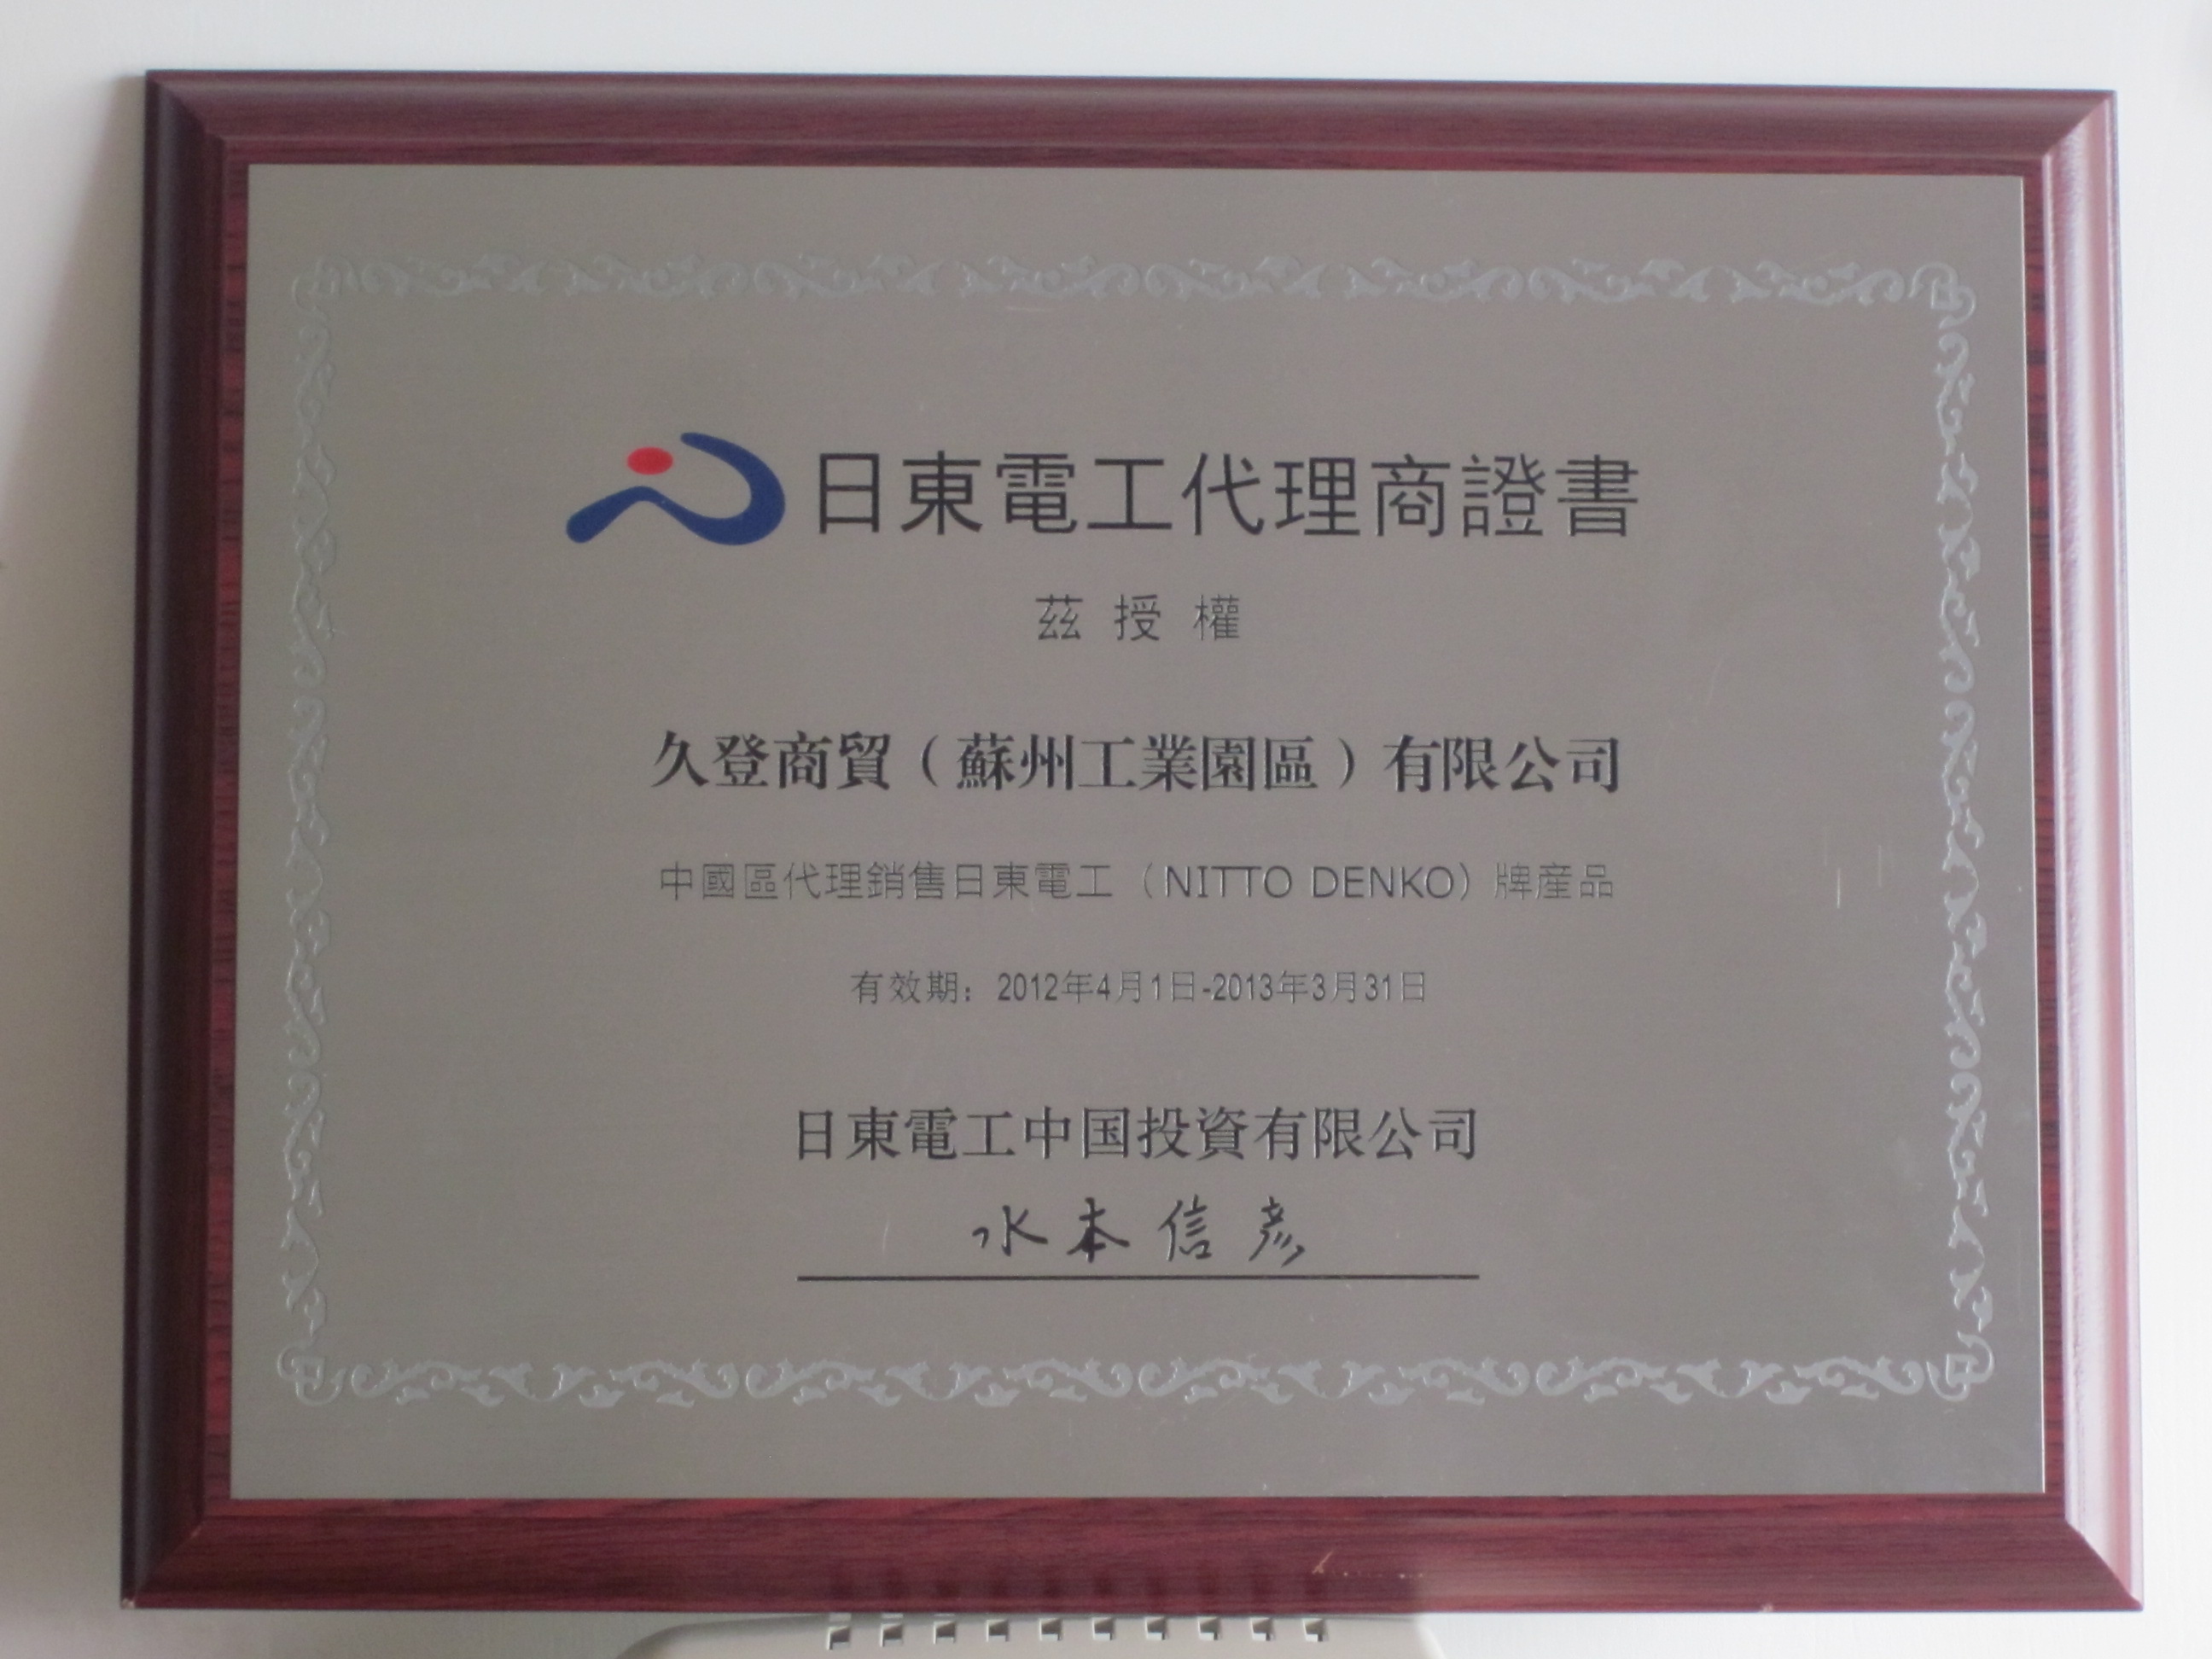 日東電工代理商證書
茲授權
久登商貿（蘇州工業園區）有限公司
中國區代理銷售日東電工（NITTO DENKO）牌産品
有效期：2012年4月1日-2013年3月31日
日東電工中国投資有限公司
水本信彦